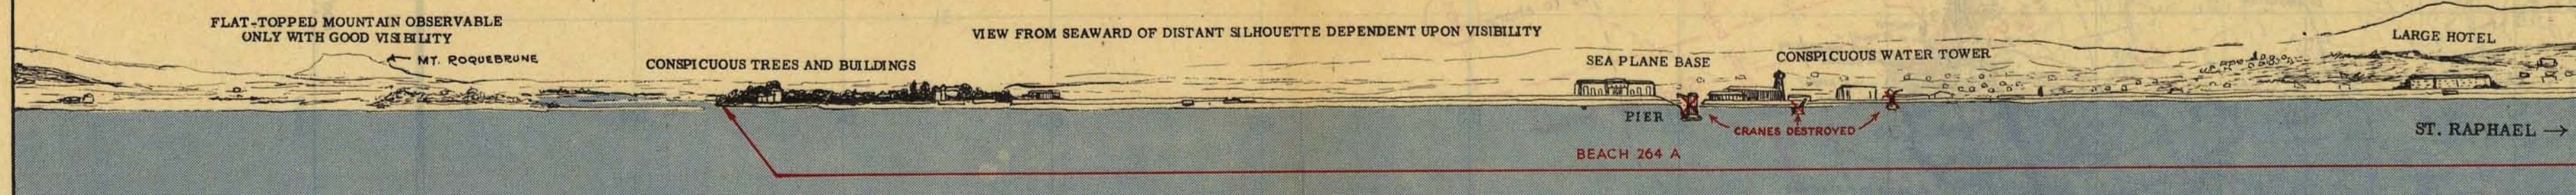 FLAT-TOPPED MOUNTAIN OBSERVABLE
ONLY WITH GOOD VISIBILITY
MT. ROQUEBRUNE
VIEW FROM SEAWARD OF DISTANT SILHOUETTE DEPENDENT UPON VISIBILITY
CONSPICUOUS TREES AND BUILDINGS
SEA PLANE BASE
CONSPICUOUS WATER TOWER
LARGE HOTEL
PIER
CRANES DESTROYED
ST. RAPHAEL →
BEACH 264 A